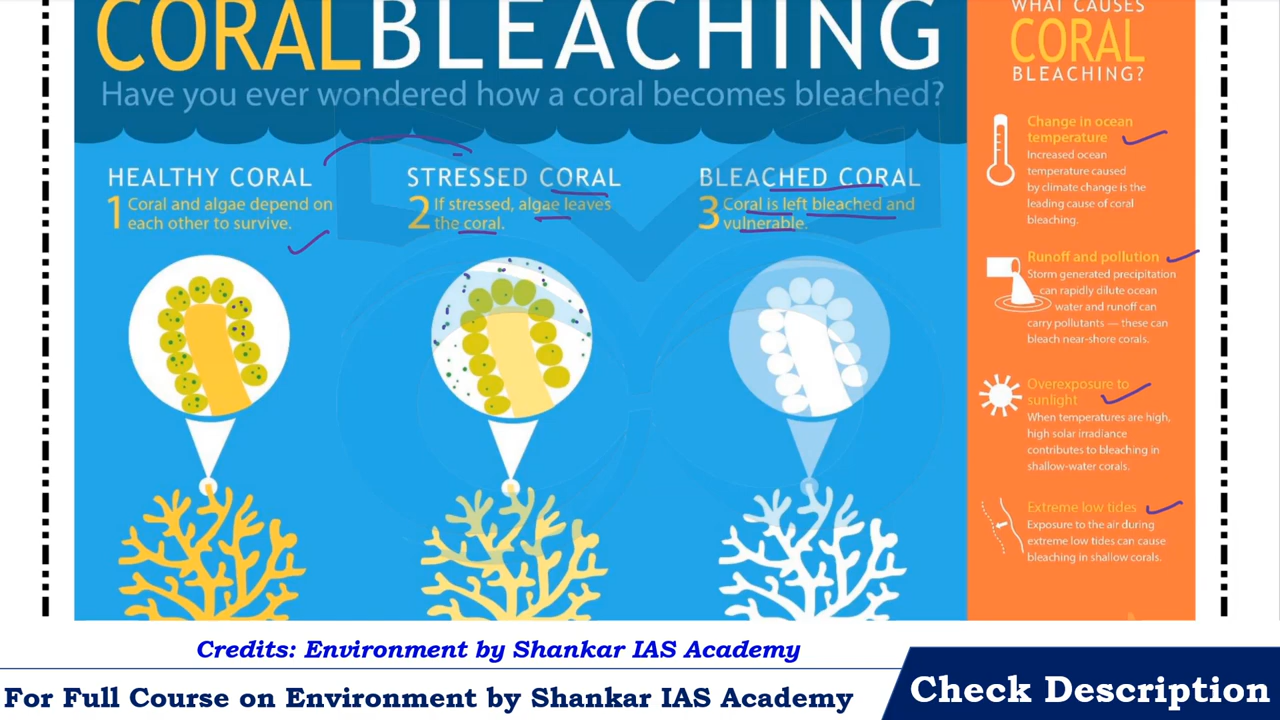 CORALBLEACHING
Have you ever wondered how a coral becomes bleached?
HEALTHY CORAL
1 Coral and algae depend on
each other to survive.
STRESSED CORAL
2 If stressed, algae leaves
the coral.
BLEACHED CORAL
3 Coral is left bleached and
vulnerable.
WHAT CAUSES
CORAL
BLEACHING?
Change in ocean
temperature
Increased ocean
temperature caused
by climate change is the
leading cause of coral
bleaching.
Runoff and pollution
Storm generated precipitation
can rapidly dilute ocean
water and runoff can
carry pollutants — these can
bleach near-shore corals.
Overexposure to
sunlight
When temperatures are high,
high solar irradiance
contributes to bleaching in
shallow-water corals.
Extreme low tides
Exposure to the air during
extreme low tides can cause
bleaching in shallow corals.
Credits: Environment by Shankar IAS Academy
For Full Course on Environment by Shankar IAS Academy
Check Description